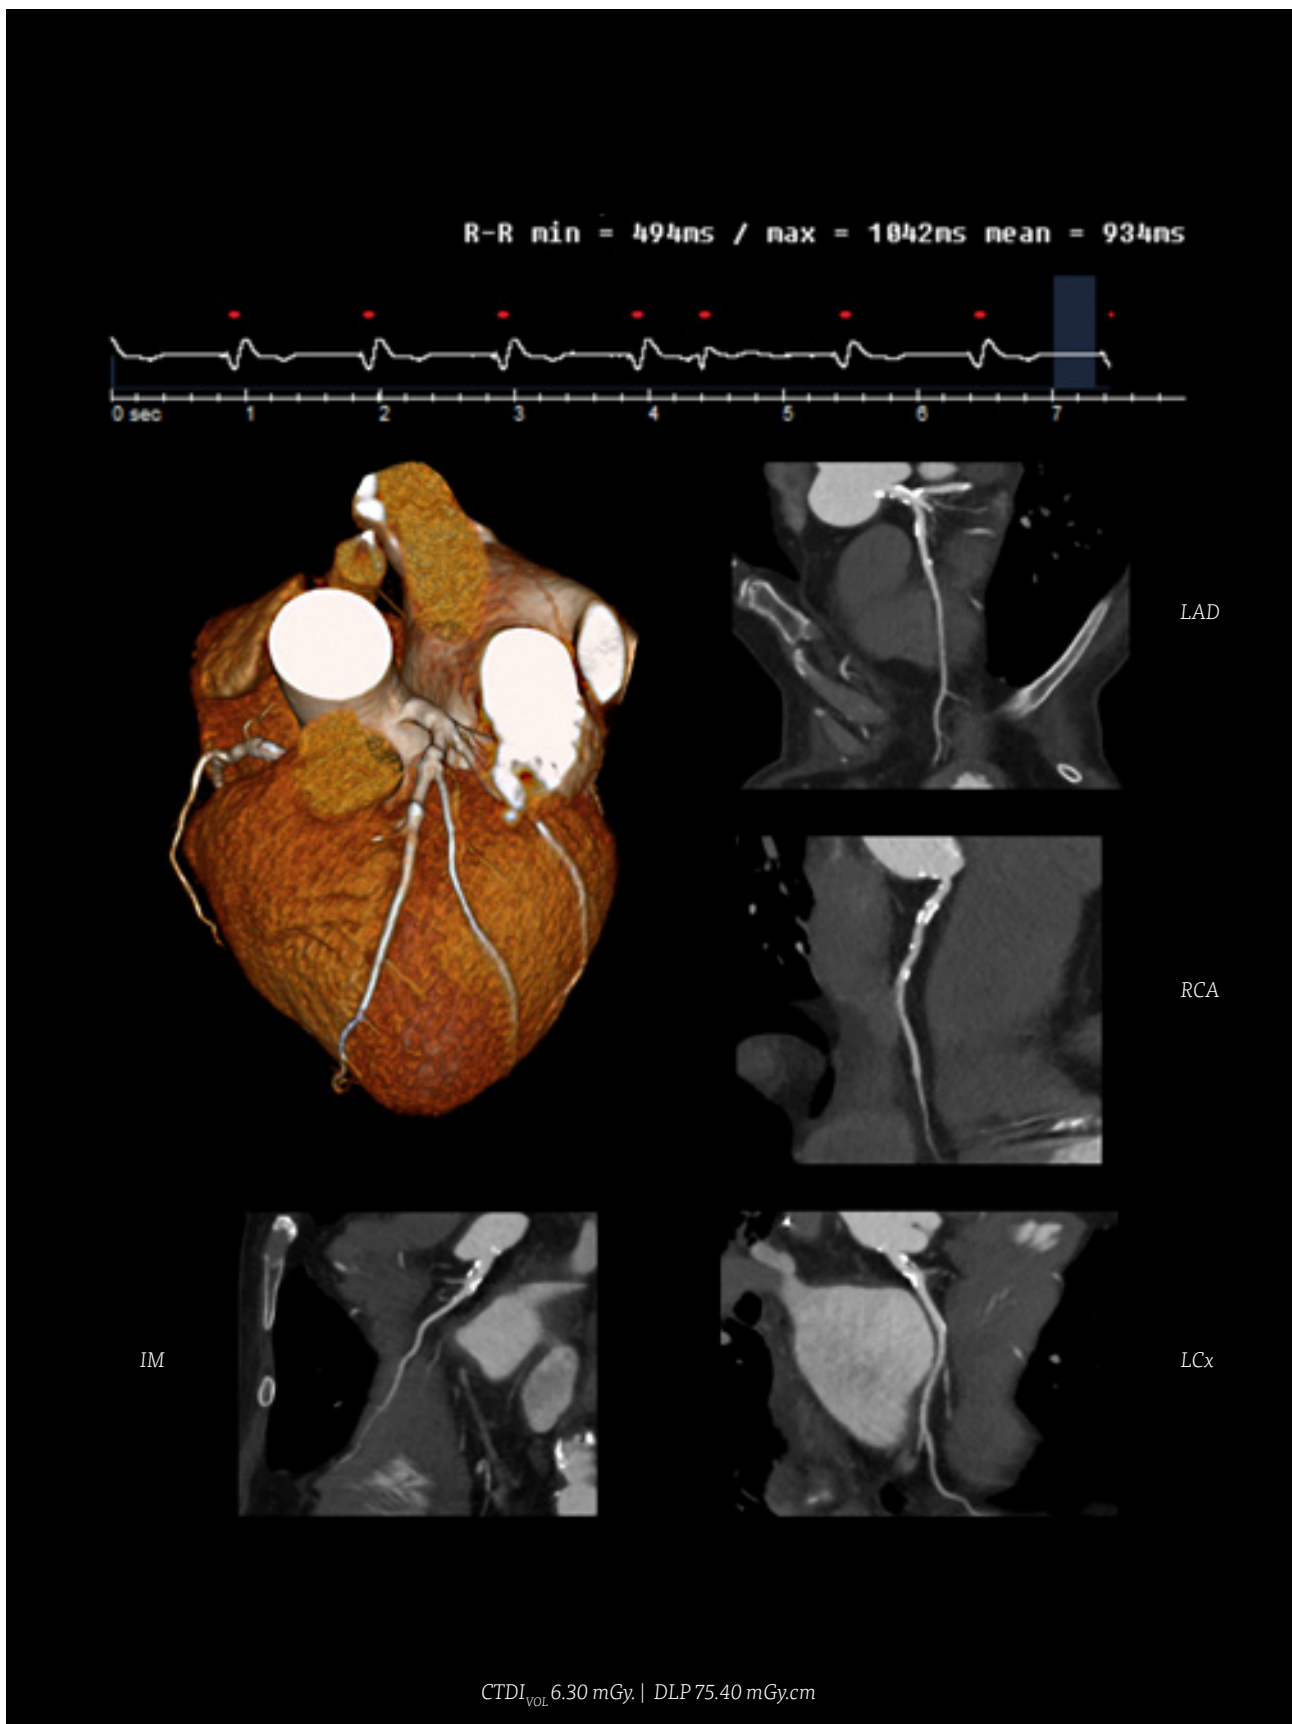 R-R min = 494ms / max = 1042ms mean = 934ms
0 sec 1 2 3 4 5 6 7
LAD
RCA
IM
LCx
CTDIVOL 6.30 mGy. | DLP 75.40 mGy.cm